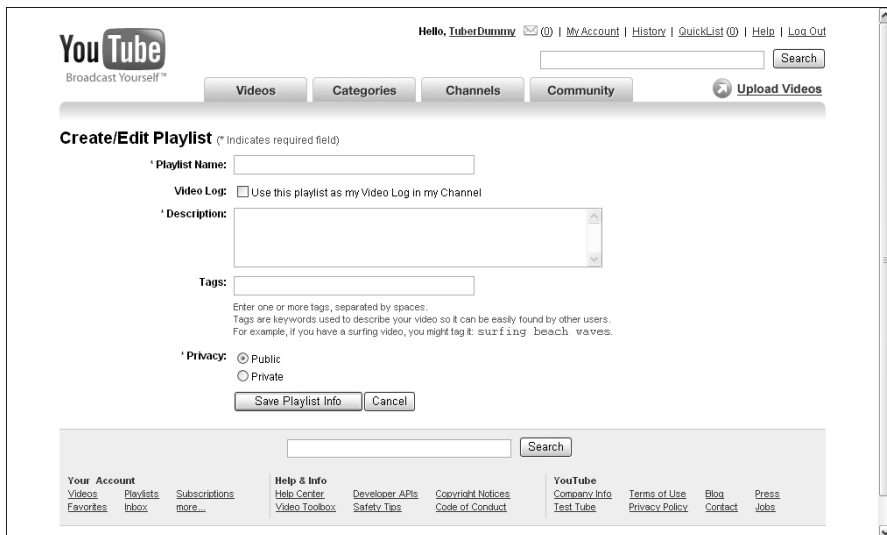 Hello, TuberDummy (0) | My Account | History | QuickList (0) | Help | Log Out
YouTube
Broadcast Yourself™
Search
Videos Categories Channels Community Upload Videos
Create/Edit Playlist (* Indicates required field)
* Playlist Name:
Video Log: Use this playlist as my Video Log in my Channel
* Description:
Tags:
Enter one or more tags, separated by spaces.
Tags are keywords used to describe your video so it can be easily found by other users.
For example, if you have a surfing video, you might tag it: surfing beach waves.
* Privacy: Public
Private
Save Playlist Info Cancel
Search
Your Account Help & Info YouTube
Videos Playlists Subscriptions Help Center Developer APIs Copyright Notices Company Info Terms of Use Blog Press
Favorites Inbox more... Video Toolbox Safety Tips Code of Conduct Test Tube Privacy Policy Contact Jobs